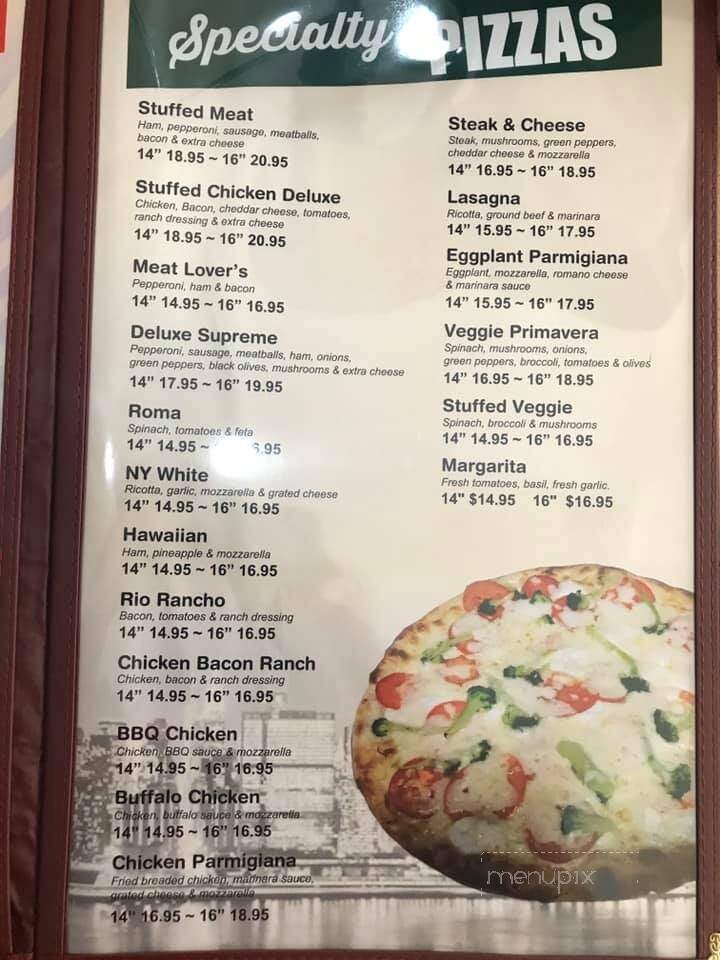 Specialty PIZZAS
Stuffed Meat
Ham, pepperoni, sausage, meatballs,
bacon & extra cheese
14” 18.95 ~ 16” 20.95
Stuffed Chicken Deluxe
Chicken, Bacon, cheddar cheese, tomatoes,
ranch dressing & extra cheese
14” 18.95 ~ 16” 20.95
Meat Lover's
Pepperoni, ham & bacon
14” 14.95 ~ 16” 16.95
Deluxe Supreme
Pepperoni, sausage, meatballs, ham, onions,
green peppers, black olives, mushrooms & extra cheese
14” 17.95 ~ 16” 19.95
Roma
Spinach, tomatoes & feta
14” 14.95 ~ 6.95
NY White
Ricotta, garlic, mozzarella & grated cheese
14” 14.95 ~ 16” 16.95
Hawaiian
Ham, pineapple & mozzarella
14” 14.95 ~ 16” 16.95
Rio Rancho
Bacon, tomatoes & ranch dressing
14” 14.95 ~ 16” 16.95
Chicken Bacon Ranch
Chicken, bacon & ranch dressing
14” 14.95 ~ 16” 16.95
BBQ Chicken
Chicken, BBQ sauce & mozzarella
14” 14.95 ~ 16” 16.95
Buffalo Chicken
Chicken, buffalo sauce & mozzarella
14” 14.95 ~ 16” 16.95
Chicken Parmigiana
Fried breaded chicken, marinara sauce,
grated cheese & mozzarella
14” 16.95 ~ 16” 18.95
Steak & Cheese
Steak, mushrooms, green peppers,
cheddar cheese & mozzarella
14” 16.95 ~ 16” 18.95
Lasagna
Ricotta, ground beef & marinara
14” 15.95 ~ 16” 17.95
Eggplant Parmigiana
Eggplant, mozzarella, romano cheese
& marinara sauce
14” 15.95 ~ 16” 17.95
Veggie Primavera
Spinach, mushrooms, onions,
green peppers, broccoli, tomatoes & olives
14” 16.95 ~ 16” 18.95
Stuffed Veggie
Spinach, broccoli & mushrooms
14” 14.95 ~ 16” 16.95
Margarita
Fresh tomatoes, basil, fresh garlic.
14" $14.95 16" $16.95
menupix